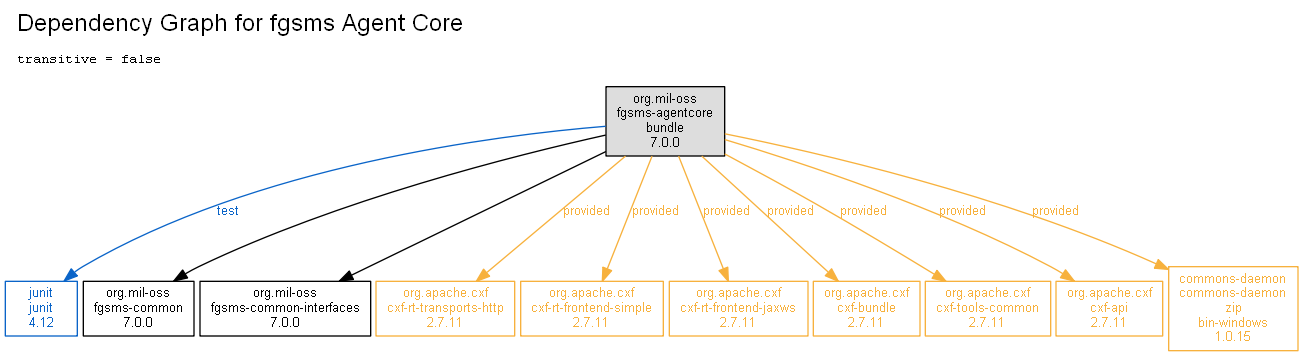 Dependency Graph for fgsms Agent Core
transitive = false
org.mil-oss
fgsms-agentcore
bundle
7.0.0
test
provided
provided
provided
provided
provided
provided
provided
junit
junit
4.12
org.mil-oss
fgsms-common
7.0.0
org.mil-oss
fgsms-common-interfaces
7.0.0
org.apache.cxf
cxf-rt-transports-http
2.7.11
org.apache.cxf
cxf-rt-frontend-simple
2.7.11
org.apache.cxf
cxf-rt-frontend-jaxws
2.7.11
org.apache.cxf
cxf-bundle
2.7.11
org.apache.cxf
cxf-tools-common
2.7.11
org.apache.cxf
cxf-api
2.7.11
commons-daemon
commons-daemon
zip
bin-windows
1.0.15